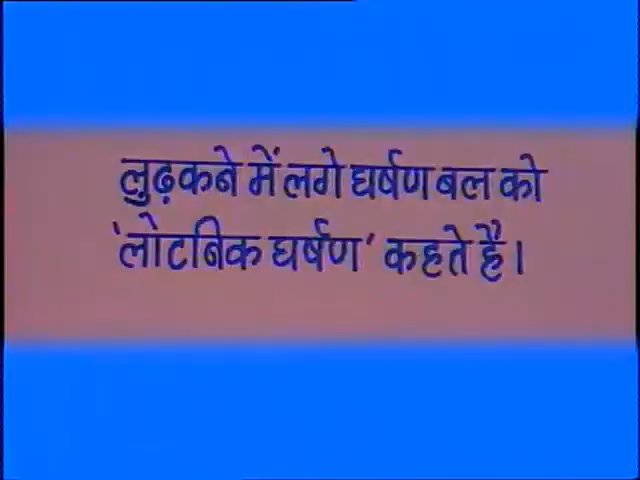 लुढ़कने में लगे घर्षण बल को
'लोटनिक घर्षण' कहते हैं।